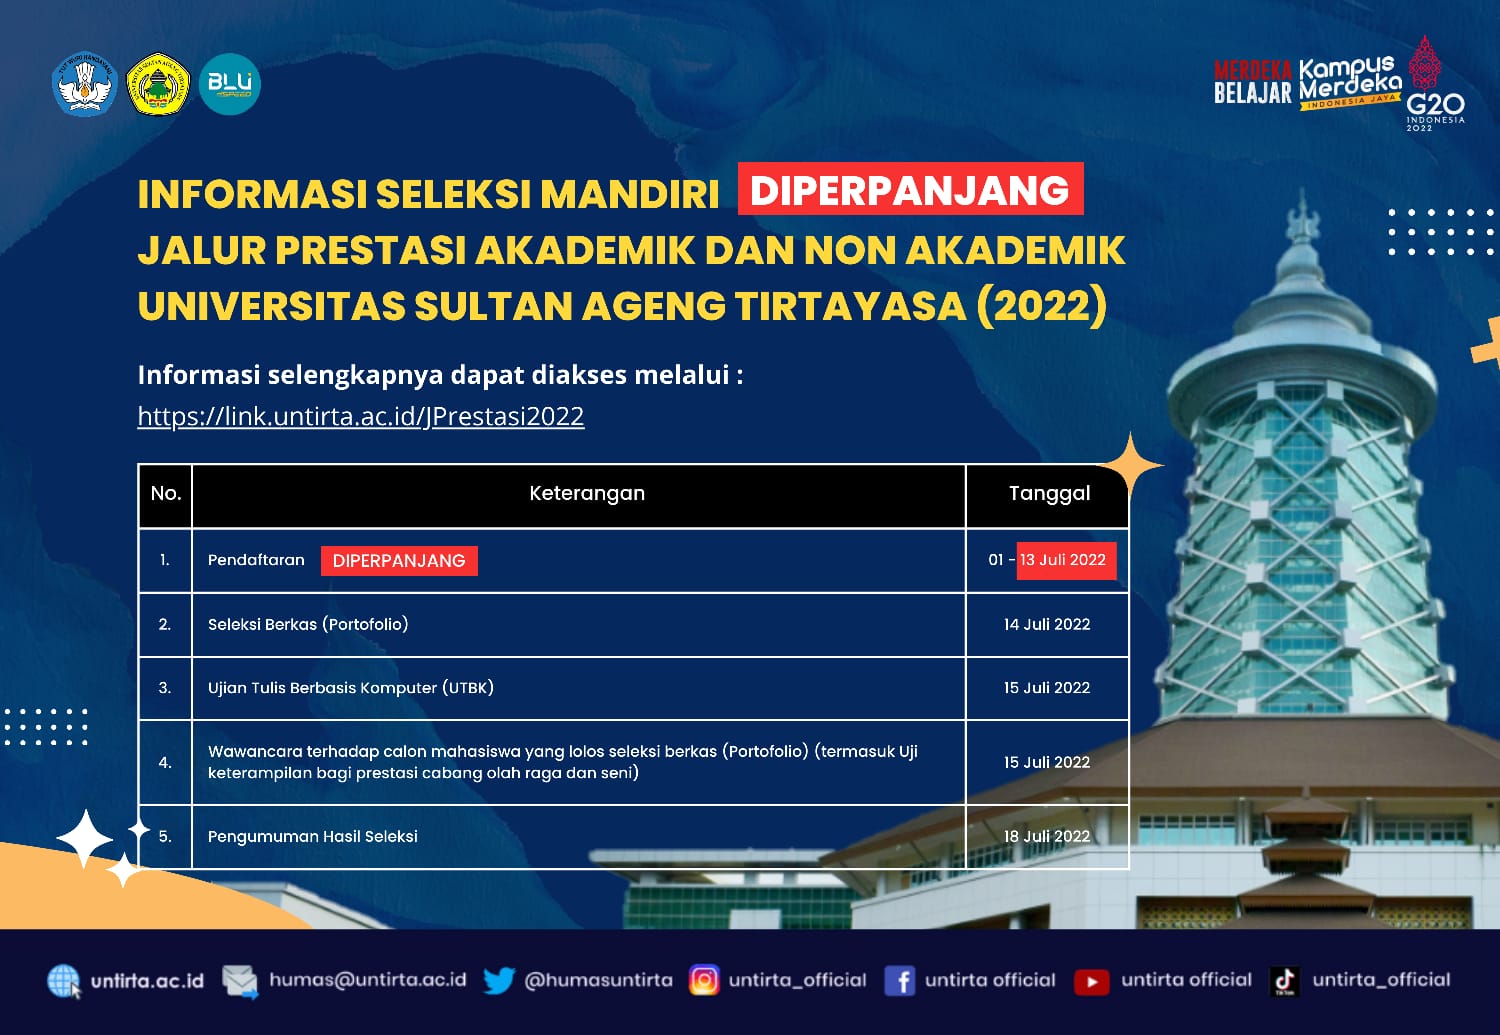 BLU
SPEED
MERDEKA
BELAJAR
Kampus
Merdeka
INDONESIA JAYA
G20
INDONESIA
2022
INFORMASI SELEKSI MANDIRI DIPERPANJANG
JALUR PRESTASI AKADEMIK DAN NON AKADEMIK
UNIVERSITAS SULTAN AGENG TIRTAYASA (2022)
Informasi selengkapnya dapat diakses melalui :
https://link.untirta.ac.id/JPrestasi2022
No. Keterangan Tanggal
1. Pendaftaran DIPERPANJANG 01 - 13 Juli 2022
2. Seleksi Berkas (Portofolio) 14 Juli 2022
3. Ujian Tulis Berbasis Komputer (UTBK) 15 Juli 2022
4. Wawancara terhadap calon mahasiswa yang lolos seleksi berkas (Portofolio) (termasuk Uji
keterampilan bagi prestasi cabang olah raga dan seni) 15 Juli 2022
5. Pengumuman Hasil Seleksi 18 Juli 2022
untirta.ac.id humas@untirta.ac.id @humasuntirta untirta_official untirta official untirta official TikTok untirta_official